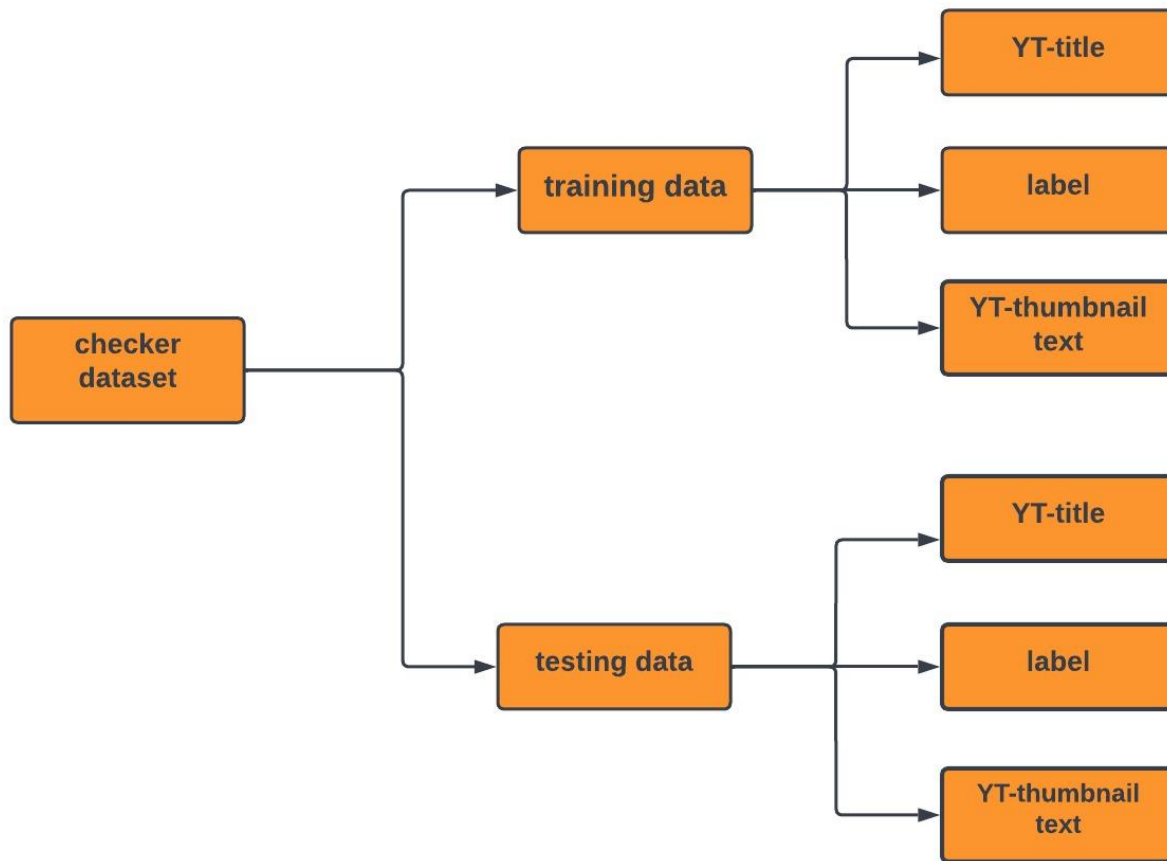 YT-title
training data
label
YT-thumbnail
text
checker
dataset
YT-title
testing data
label
YT-thumbnail
text